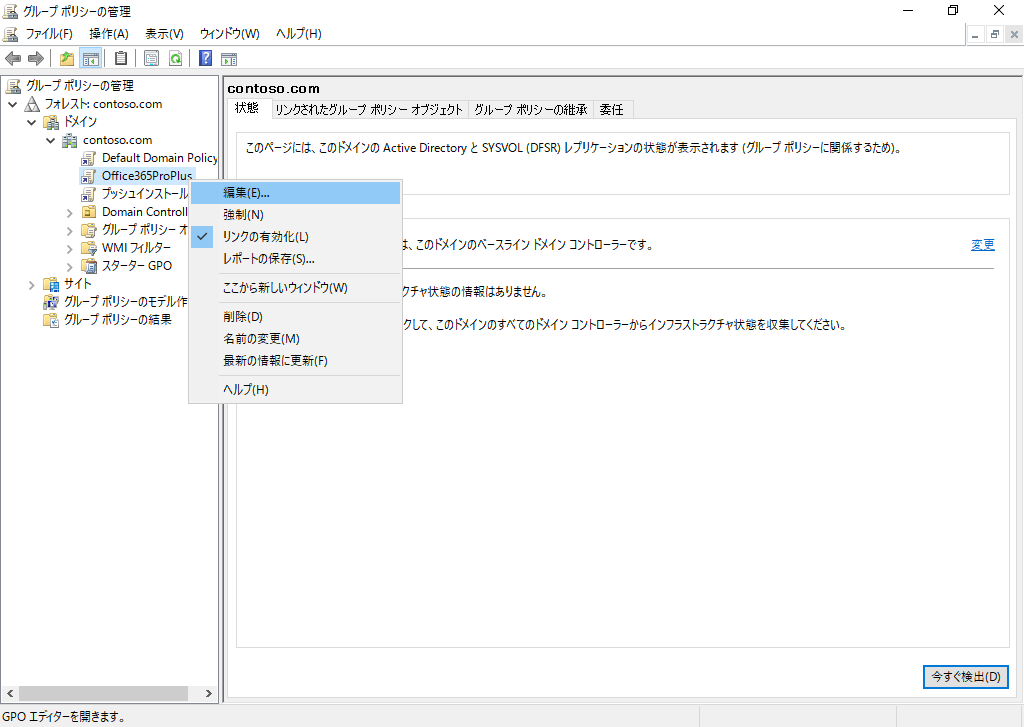 グループ ポリシーの管理
ファイル(F) 操作(A) 表示(V) ウィンドウ(W) ヘルプ(H)
グループ ポリシーの管理
フォレスト: contoso.com
ドメイン
contoso.com
Default Domain Policy
Office365ProPlus
プッシュインストール
Domain Controll
グループ ポリシー オ
WMI フィルター
スターター GPO
サイト
グループ ポリシーのモデル作
グループ ポリシーの結果
編集(E)...
強制(N)
リンクの有効化(L)
レポートの保存(S)...
ここから新しいウィンドウ(W)
削除(D)
名前の変更(M)
最新の情報に更新(F)
ヘルプ(H)
contoso.com
状態 リンクされたグループ ポリシー オブジェクト グループ ポリシーの継承 委任
このページには、このドメインの Active Directory と SYSVOL (DFSR) レプリケーションの状態が表示されます (グループ ポリシーに関係するため)。
は、このドメインのベースライン ドメイン コントローラーです。 変更
クチャ状態の情報はありません。
クして、このドメインのすべてのドメイン コントローラーからインフラストラクチャ状態を収集してください。
今すぐ検出(D)
GPO エディターを開きます。